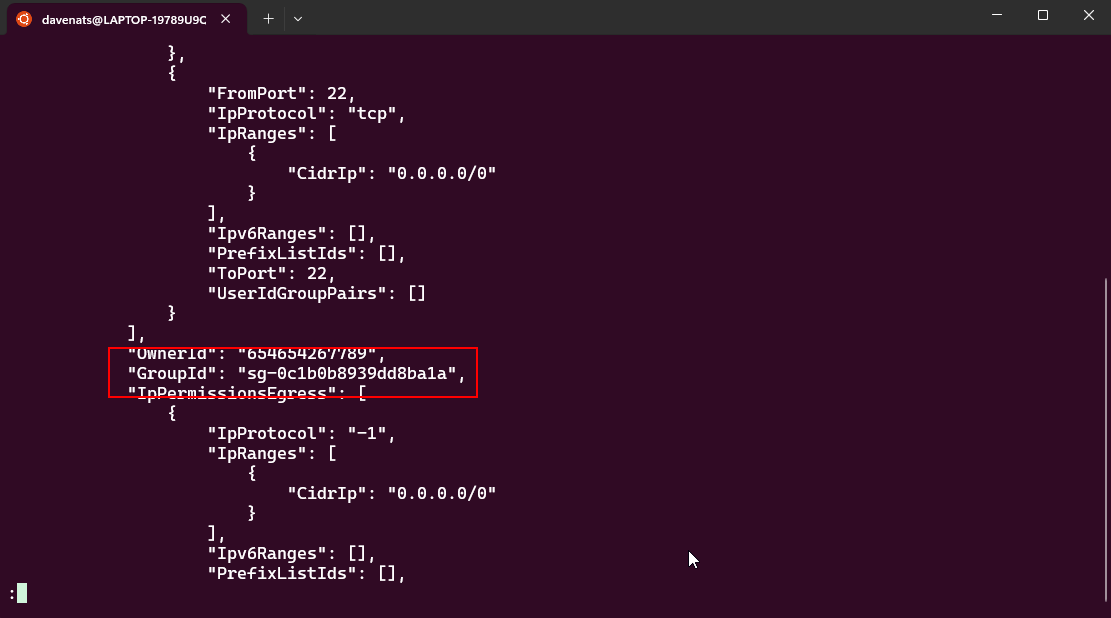 davenats@LAPTOP-19789U9C
            },
            {
                "FromPort": 22,
                "IpProtocol": "tcp",
                "IpRanges": [
                    {
                        "CidrIp": "0.0.0.0/0"
                    }
                ],
                "Ipv6Ranges": [],
                "PrefixListIds": [],
                "ToPort": 22,
                "UserIdGroupPairs": []
            }
        ],
        "OwnerId": "654654267789",
        "GroupId": "sg-0c1b0b8939dd8ba1a",
        "IpPermissionsEgress": [
            {
                "IpProtocol": "-1",
                "IpRanges": [
                    {
                        "CidrIp": "0.0.0.0/0"
                    }
                ],
                "Ipv6Ranges": [],
                "PrefixListIds": [],
: